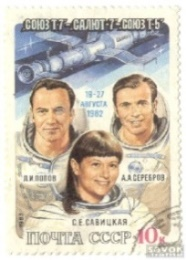 СОЮЗ Т-7 - САЛЮТ-7 - СОЮЗ Т-5
19-27
АВГУСТА
1982
Л.И.ПОПОВ
А.А.СЕРЕБРОВ
С.Е.САВИЦКАЯ
ПОЧТА СССР 10к